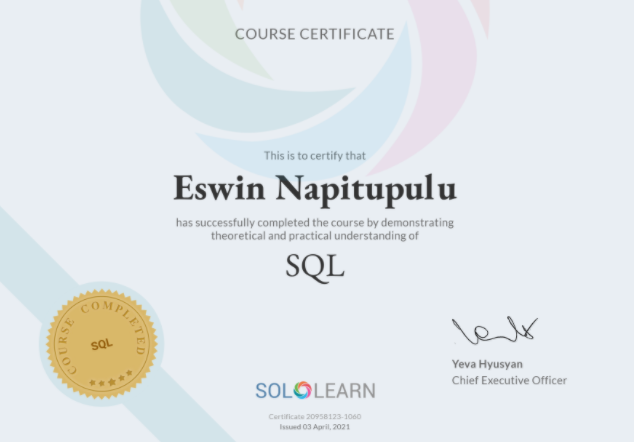 COURSE CERTIFICATE
This is to certify that
Eswin Napitupulu
has successfully completed the course by demonstrating
theoretical and practical understanding of
SQL
COURSE COMPLETED
SQL
Yeva Hyusyan
Chief Executive Officer
SOLOLEARN
Certificate 20958123-1060
Issued 03 April, 2021